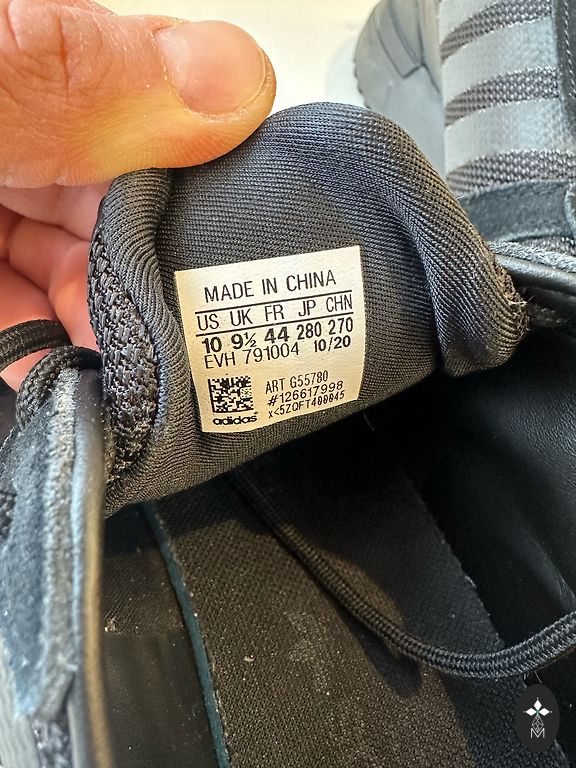 MADE IN CHINA
US UK FR JP CHN
10 9½ 44 280 270
EVH 791004 10/20
ART G55780
#126617998
x<5ZQFT400045
adidas
M